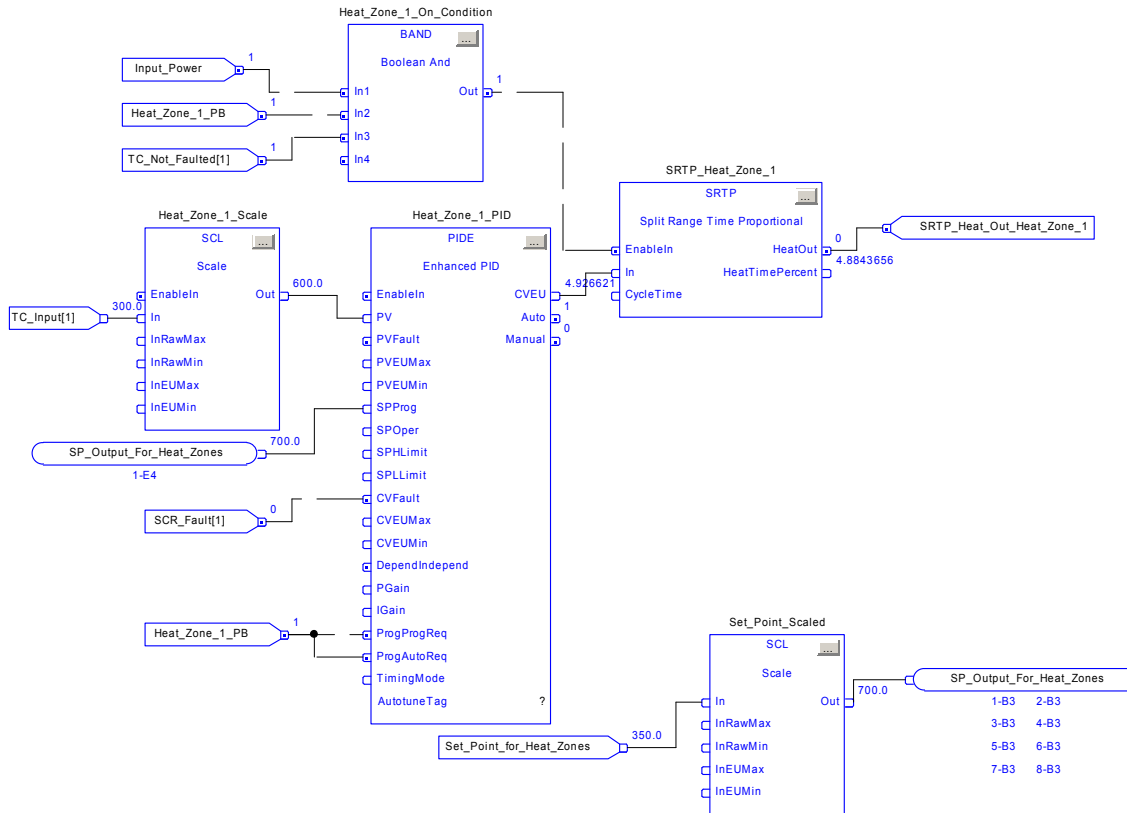 Heat_Zone_1_On_Condition
BAND
...
Boolean And
Input_Power
1
In1
Out
1
Heat_Zone_1_PB
1
In2
In3
TC_Not_Faulted[1]
1
In4
SRTP_Heat_Zone_1
SRTP
...
Split Range Time Proportional
EnableIn
HeatOut
0
SRTP_Heat_Out_Heat_Zone_1
In
HeatTimePercent
4.8843656
CycleTime
Heat_Zone_1_Scale
SCL
...
Scale
EnableIn
Out
600.0
TC_Input[1]
300.0
In
InRawMax
InRawMin
InEUMax
InEUMin
Heat_Zone_1_PID
PIDE
...
Enhanced PID
EnableIn
CVEU
4.926621
PV
Auto
1
PVFault
Manual
0
PVEUMax
PVEUMin
SPProg
SPOper
SPHLimit
SPLLimit
CVFault
CVEUMax
CVEUMin
DependIndepend
PGain
IGain
ProgProgReq
ProgAutoReq
TimingMode
AutotuneTag
?
SP_Output_For_Heat_Zones
700.0
1-E4
SCR_Fault[1]
0
Heat_Zone_1_PB
1
Set_Point_Scaled
SCL
...
Scale
Set_Point_for_Heat_Zones
350.0
In
Out
700.0
InRawMax
InRawMin
InEUMax
InEUMin
SP_Output_For_Heat_Zones
1-B3 2-B3
3-B3 4-B3
5-B3 6-B3
7-B3 8-B3